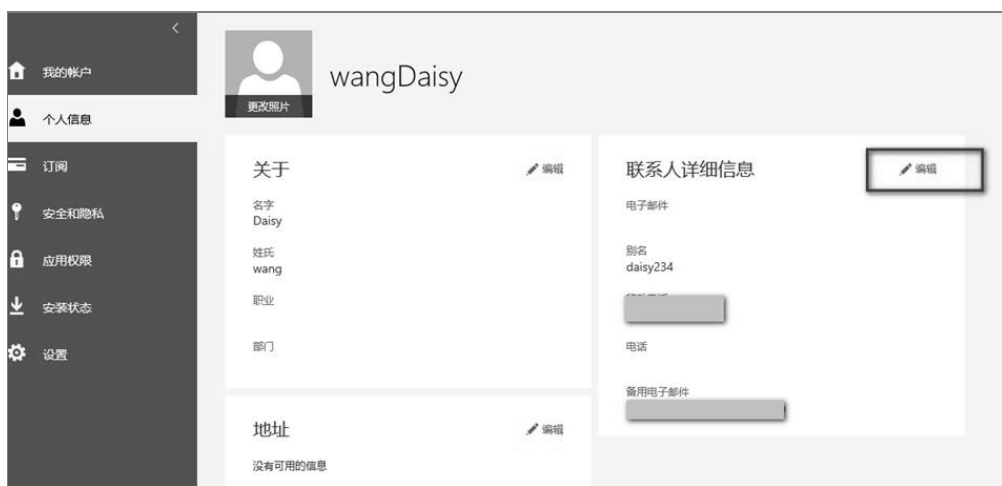 我的帐户
个人信息
订阅
安全和隐私
应用权限
安装状态
设置
更改照片
wangDaisy
关于
编辑
名字
Daisy
姓氏
wang
职业
部门
地址
编辑
没有可用的信息
联系人详细信息
编辑
电子邮件
别名
daisy234
电话
备用电子邮件